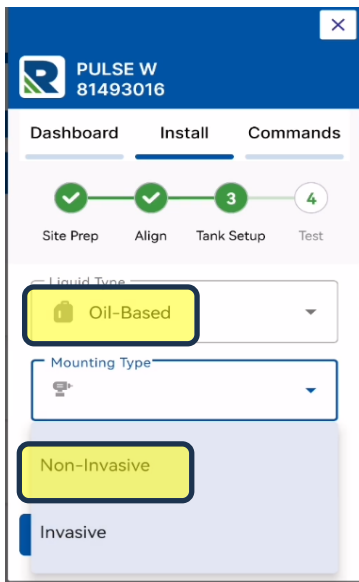 PULSE W
81493016
Dashboard Install Commands
3 4
Site Prep Align Tank Setup Test
Liquid Type
Oil-Based
Mounting Type
Non-Invasive
Invasive